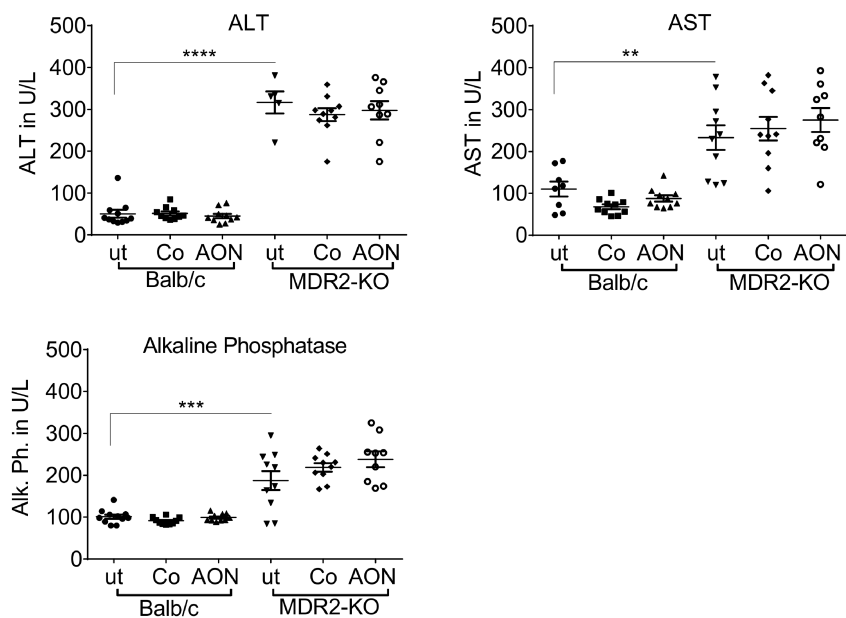 ALT
AST
500
400
300
200
100
0
ALT in U/L
****
ut Co AON ut Co AON
Balb/c MDR2-KO
500
400
300
200
100
0
AST in U/L
**
ut Co AON ut Co AON
Balb/c MDR2-KO
Alkaline Phosphatase
500
400
300
200
100
0
Alk. Ph. in U/L
***
ut Co AON ut Co AON
Balb/c MDR2-KO